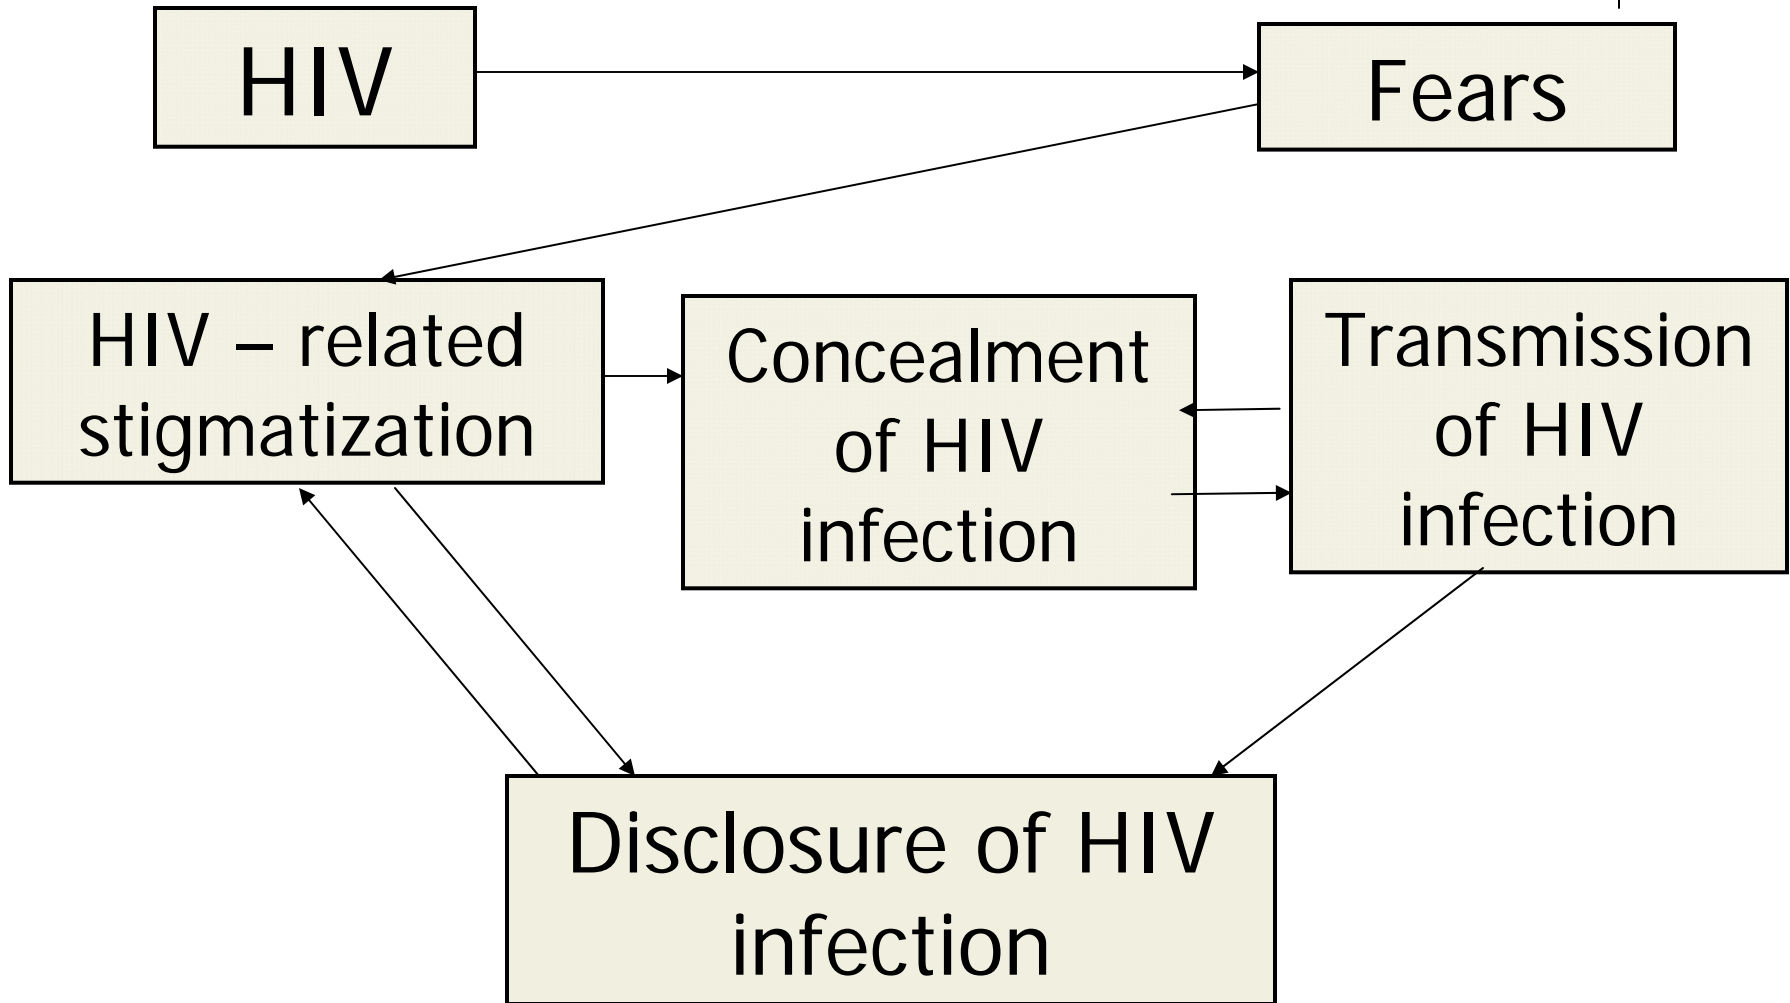 HIV
Fears
HIV – related
stigmatization
Concealment
of HIV
infection
Transmission
of HIV
infection
Disclosure of HIV
infection